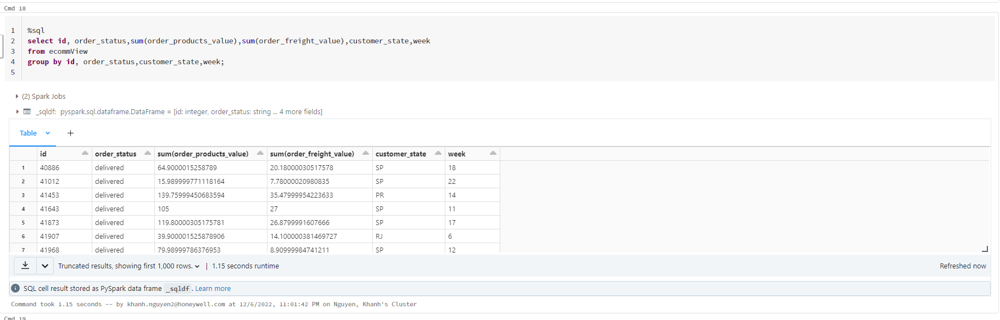 Cmd 18
1
2 %sql
select id, order_status,sum(order_products_value),sum(order_freight_value),customer_state,week
3 from ecommView
4 group by id, order_status,customer_state,week;
5
(2) Spark Jobs
_sqldf: pyspark.sql.dataframe.DataFrame = [id: integer, order_status: string ... 4 more fields]
Table +
id order_status sum(order_products_value) sum(order_freight_value) customer_state week
1 40886 delivered 64.9000015258789 20.18000030517578 SP 18
2 41012 delivered 15.989999771118164 7.78000020980835 SP 22
3 41453 delivered 139.75999450683594 35.47999954223633 PR 14
4 41643 delivered 105 27 SP 11
5 41873 delivered 119.80000305175781 26.8799991607666 SP 17
6 41907 delivered 39.900001525878906 14.100000381469727 RJ 6
7 41968 delivered 79.98999786376953 8.90999984741211 SP 12
Truncated results, showing first 1,000 rows. | 1.15 seconds runtime Refreshed now
SQL cell result stored as PySpark data frame _sqldf. Learn more
Command took 1.15 seconds -- by khanh.nguyen2@honeywell.com at 12/6/2022, 11:01:42 PM on Nguyen, Khanh's Cluster
Cmd 19